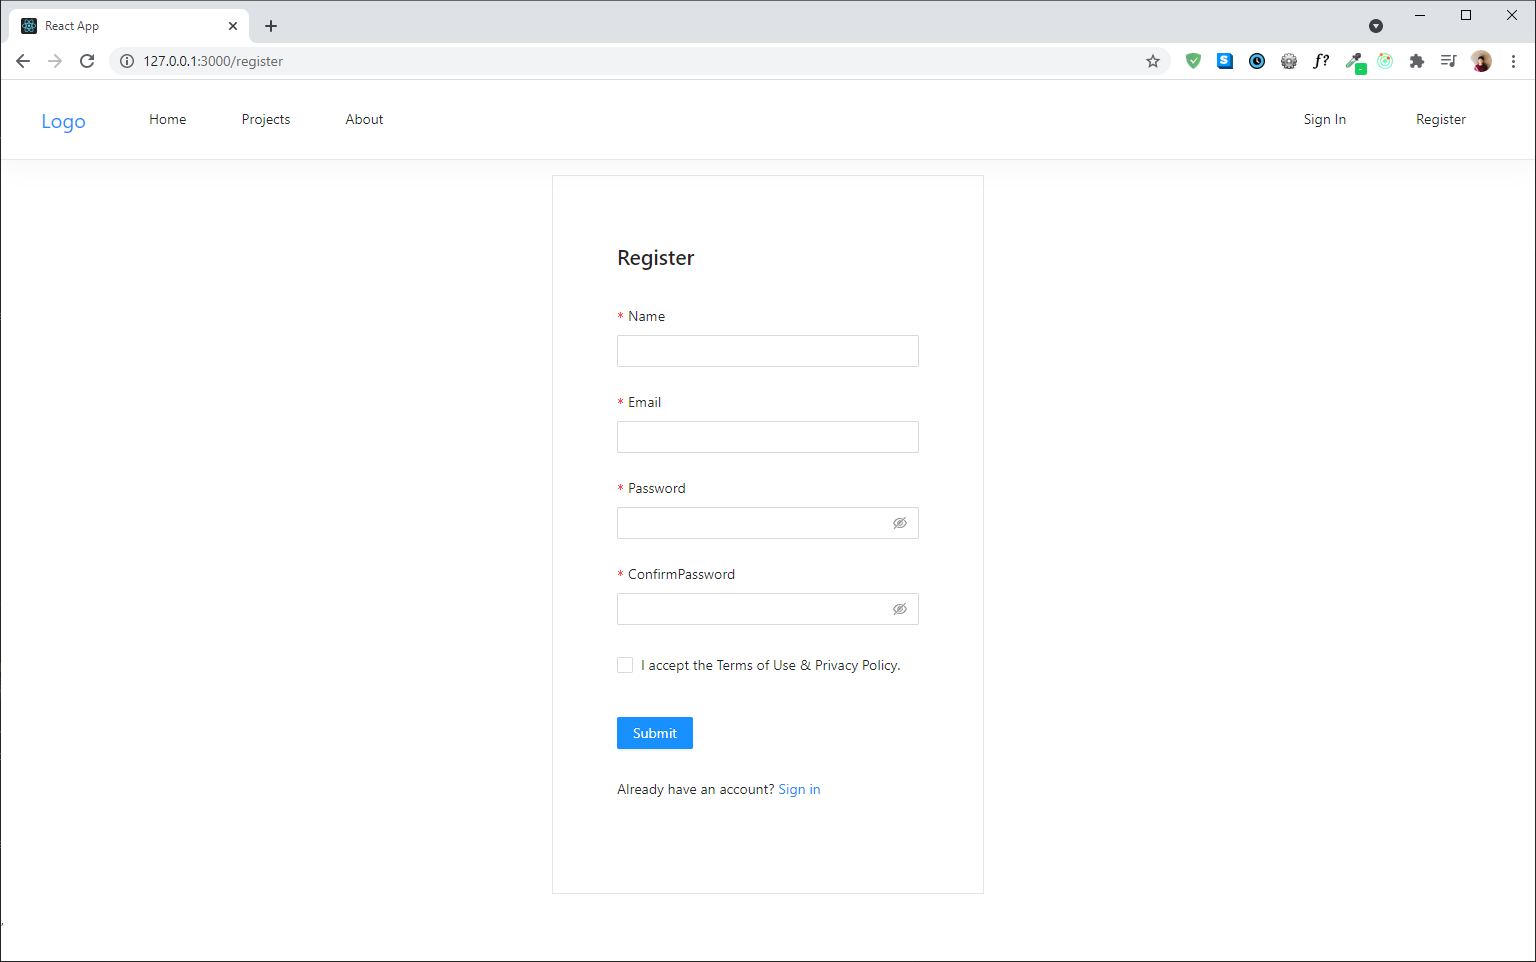 React App
127.0.0.1:3000/register
S
f?
Logo Home Projects About Sign In Register
Register
* Name
* Email
* Password
* ConfirmPassword
I accept the Terms of Use & Privacy Policy.
Submit
Already have an account? Sign in
,